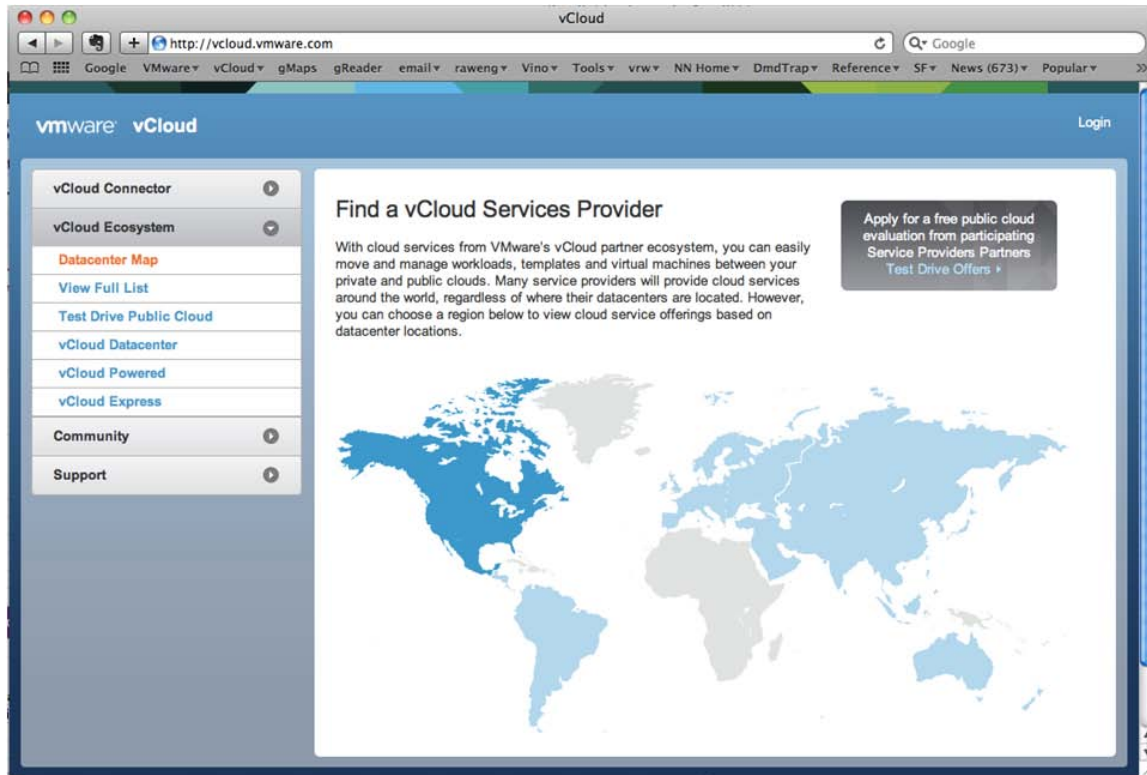 vCloud
http://vcloud.vmware.com
Google
Google VMware vCloud gMaps gReader email raweng Vino Tools vrw NN Home DmdTrap Reference SF News (673) Popular
vmware vCloud
Login
vCloud Connector
vCloud Ecosystem
Datacenter Map
View Full List
Test Drive Public Cloud
vCloud Datacenter
vCloud Powered
vCloud Express
Community
Support
Find a vCloud Services Provider
With cloud services from VMware's vCloud partner ecosystem, you can easily
move and manage workloads, templates and virtual machines between your
private and public clouds. Many service providers will provide cloud services
around the world, regardless of where their datacenters are located. However,
you can choose a region below to view cloud service offerings based on
datacenter locations.
Apply for a free public cloud
evaluation from participating
Service Providers Partners
Test Drive Offers